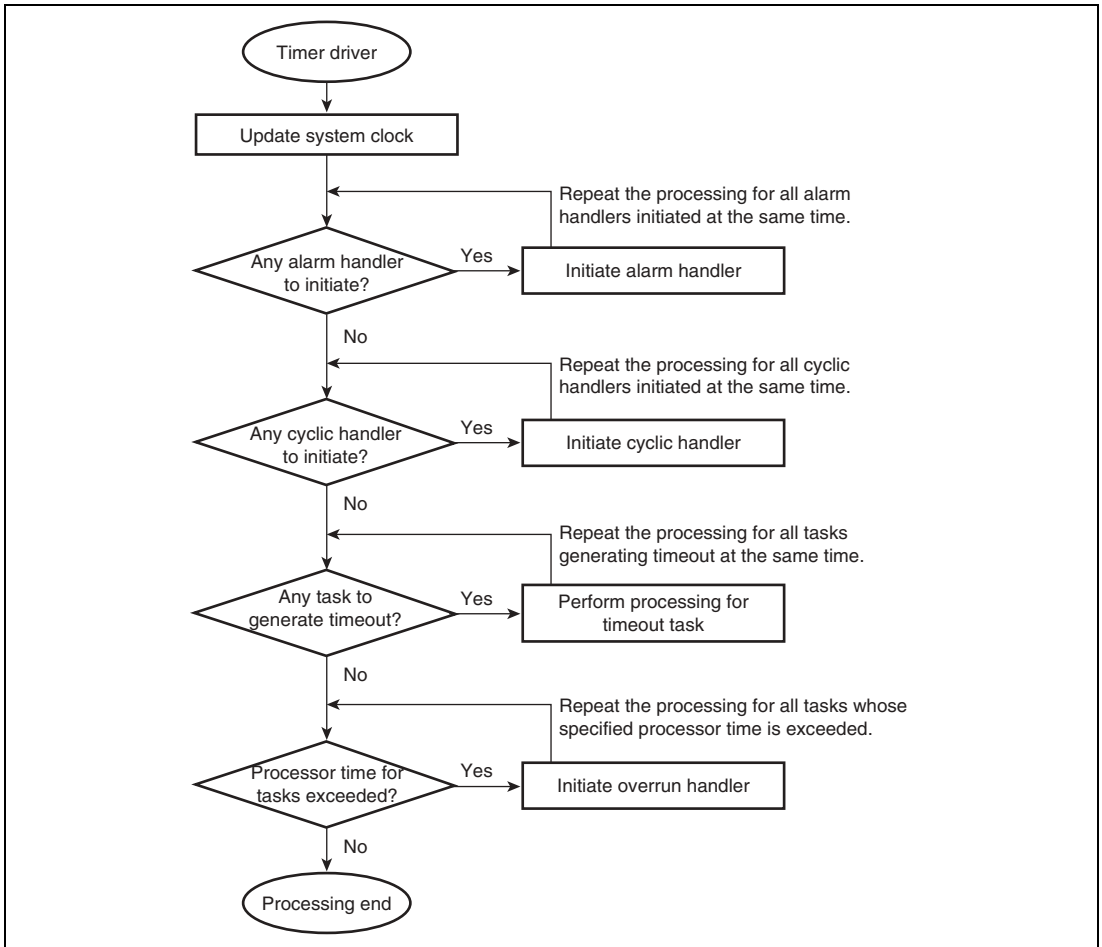 Timer driver
Update system clock
Repeat the processing for all alarm
handlers initiated at the same time.
Any alarm handler
to initiate?
Yes
Initiate alarm handler
No
Repeat the processing for all cyclic
handlers initiated at the same time.
Any cyclic handler
to initiate?
Yes
Initiate cyclic handler
No
Repeat the processing for all tasks
generating timeout at the same time.
Any task to
generate timeout?
Yes
Perform processing for
timeout task
No
Repeat the processing for all tasks whose
specified processor time is exceeded.
Processor time for
tasks exceeded?
Yes
Initiate overrun handler
No
Processing end